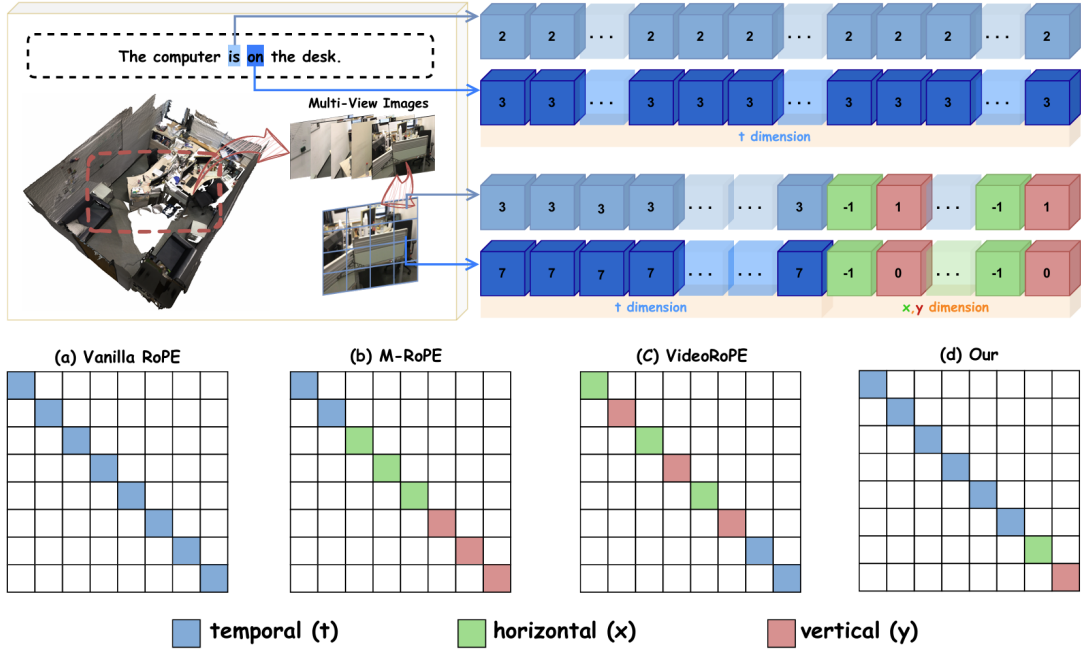 The computer is on the desk.
Multi-View Images
2 2 ... 2 2 2 ... 2 2 2 ... 2
3 3 ... 3 3 3 ... 3 3 3 ... 3
t dimension
3 3 3 3 ... ... 3 -1 1 ... -1 1
7 7 7 7 ... ... 7 -1 0 ... -1 0
t dimension
x,y dimension
(a) Vanilla RoPE
(b) M-RoPE
(C) VideoRoPE
(d) Our
temporal (t)
horizontal (x)
vertical (y)